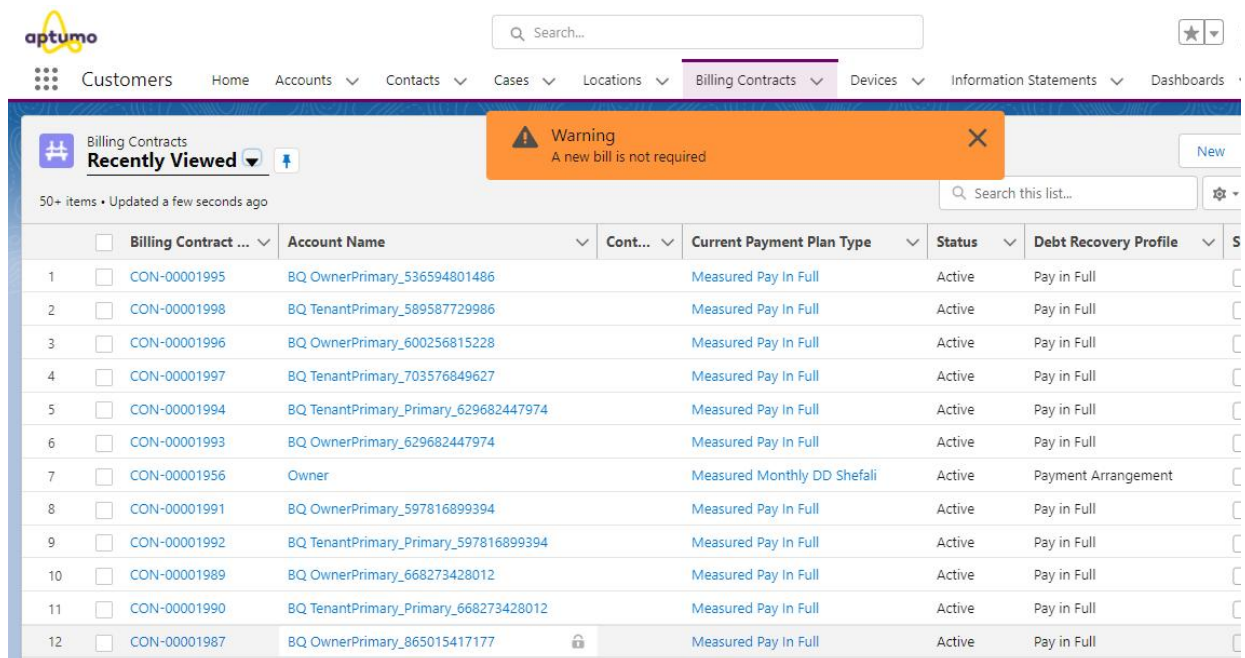 aptumo
Search...
Customers Home Accounts Contacts Cases Locations Billing Contracts Devices Information Statements Dashboards
Warning
A new bill is not required
Billing Contracts
Recently Viewed
New
50+ items • Updated a few seconds ago
Search this list...
Billing Contract ... Account Name Cont... Current Payment Plan Type Status Debt Recovery Profile S
1 CON-00001995 BQ OwnerPrimary_536594801486 Measured Pay In Full Active Pay in Full
2 CON-00001998 BQ TenantPrimary_589587729986 Measured Pay In Full Active Pay in Full
3 CON-00001996 BQ OwnerPrimary_600256815228 Measured Pay In Full Active Pay in Full
4 CON-00001997 BQ TenantPrimary_703576849627 Measured Pay In Full Active Pay in Full
5 CON-00001994 BQ TenantPrimary_Primary_629682447974 Measured Pay In Full Active Pay in Full
6 CON-00001993 BQ OwnerPrimary_629682447974 Measured Pay In Full Active Pay in Full
7 CON-00001956 Owner Measured Monthly DD Shefali Active Payment Arrangement
8 CON-00001991 BQ OwnerPrimary_597816899394 Measured Pay In Full Active Pay in Full
9 CON-00001992 BQ TenantPrimary_Primary_597816899394 Measured Pay In Full Active Pay in Full
10 CON-00001989 BQ OwnerPrimary_668273428012 Measured Pay In Full Active Pay in Full
11 CON-00001990 BQ TenantPrimary_Primary_668273428012 Measured Pay In Full Active Pay in Full
12 CON-00001987 BQ OwnerPrimary_865015417177 Measured Pay In Full Active Pay in Full